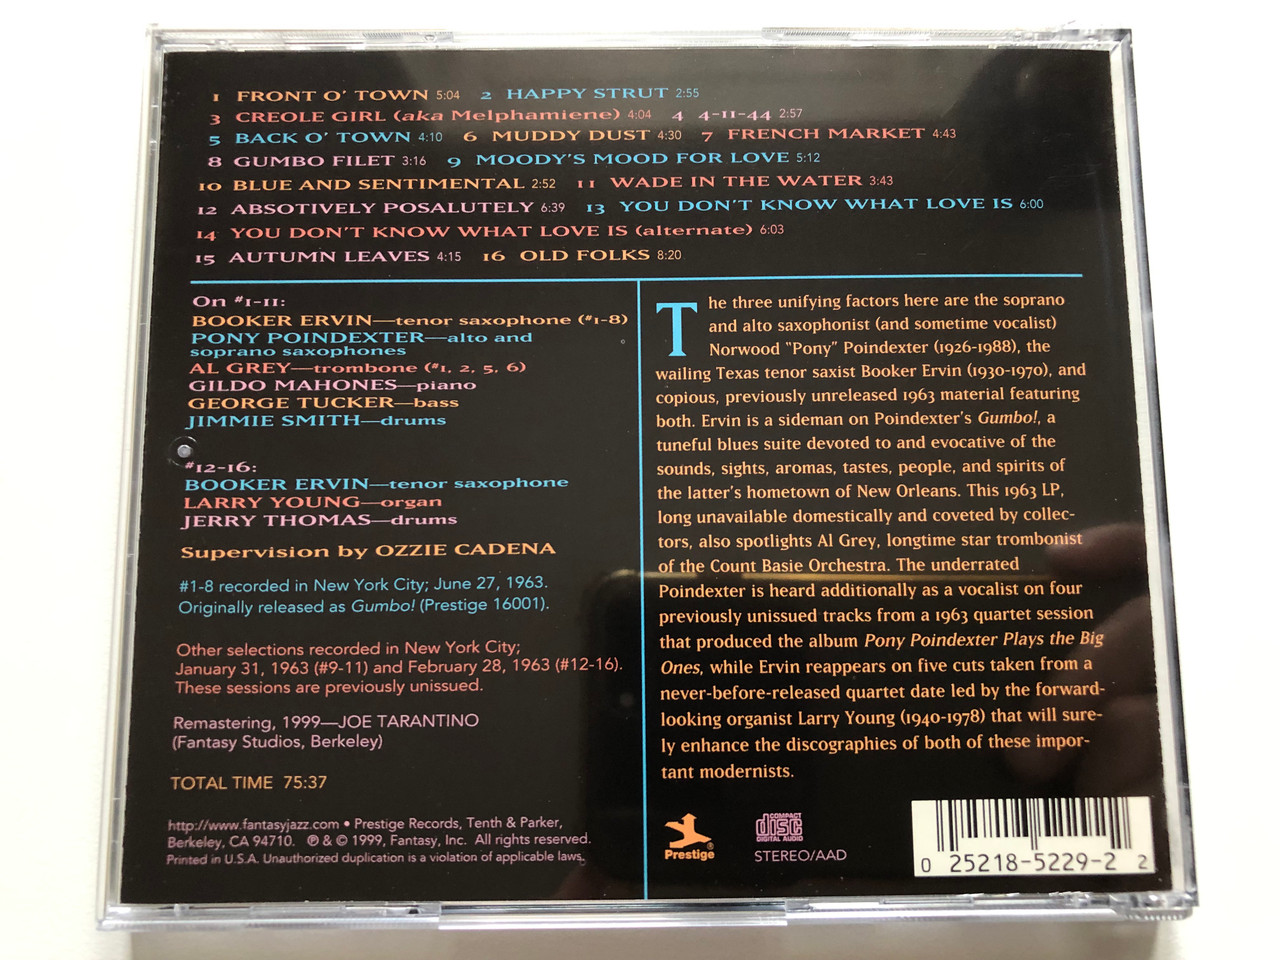 1 FRONT O' TOWN 5:04 2 HAPPY STRUT 2:55
3 CREOLE GIRL (aka Melphamiene) 4:04 4 4-11-44 2:57
5 BACK O' TOWN 4:10 6 MUDDY DUST 4:30 7 FRENCH MARKET 4:43
8 GUMBO FILET 3:16 9 MOODY'S MOOD FOR LOVE 5:12
10 BLUE AND SENTIMENTAL 2:52 11 WADE IN THE WATER 3:43
12 ABSOTIVELY POSALUTELY 6:39 13 YOU DON'T KNOW WHAT LOVE IS 6:00
14 YOU DON'T KNOW WHAT LOVE IS (alternate) 6:03
15 AUTUMN LEAVES 4:15 16 OLD FOLKS 8:20
On #1-11:
BOOKER ERVIN—tenor saxophone (#1-8)
PONY POINDEXTER—alto and
soprano saxophones
AL GREY—trombone (#1, 2, 5, 6)
GILDO MAHONES—piano
GEORGE TUCKER—bass
JIMMIE SMITH—drums
#12-16:
BOOKER ERVIN—tenor saxophone
LARRY YOUNG—organ
JERRY THOMAS—drums
Supervision by OZZIE CADENA
#1-8 recorded in New York City; June 27, 1963.
Originally released as Gumbo! (Prestige 16001).
Other selections recorded in New York City;
January 31, 1963 (#9-11) and February 28, 1963 (#12-16).
These sessions are previously unissued.
Remastering, 1999—JOE TARANTINO
(Fantasy Studios, Berkeley)
TOTAL TIME 75:37
http://www.fantasyjazz.com • Prestige Records, Tenth & Parker,
Berkeley, CA 94710. ℗ & © 1999, Fantasy, Inc. All rights reserved.
Printed in U.S.A. Unauthorized duplication is a violation of applicable laws.
The three unifying factors here are the soprano
and alto saxophonist (and sometime vocalist)
Norwood "Pony" Poindexter (1926-1988), the
wailing Texas tenor saxist Booker Ervin (1930-1970), and
copious, previously unreleased 1963 material featuring
both. Ervin is a sideman on Poindexter's Gumbo!, a
tuneful blues suite devoted to and evocative of the
sounds, sights, aromas, tastes, people, and spirits of
the latter's hometown of New Orleans. This 1963 LP,
long unavailable domestically and coveted by collec-
tors, also spotlights Al Grey, longtime star trombonist
of the Count Basie Orchestra. The underrated
Poindexter is heard additionally as a vocalist on four
previously unissued tracks from a 1963 quartet session
that produced the album Pony Poindexter Plays the Big
Ones, while Ervin reappears on five cuts taken from a
never-before-released quartet date led by the forward-
looking organist Larry Young (1940-1978) that will sure-
ly enhance the discographies of both of these impor-
tant modernists.
Prestige®
COMPACT
disc
DIGITAL AUDIO
STEREO/AAD
0 25218-5229-2 2